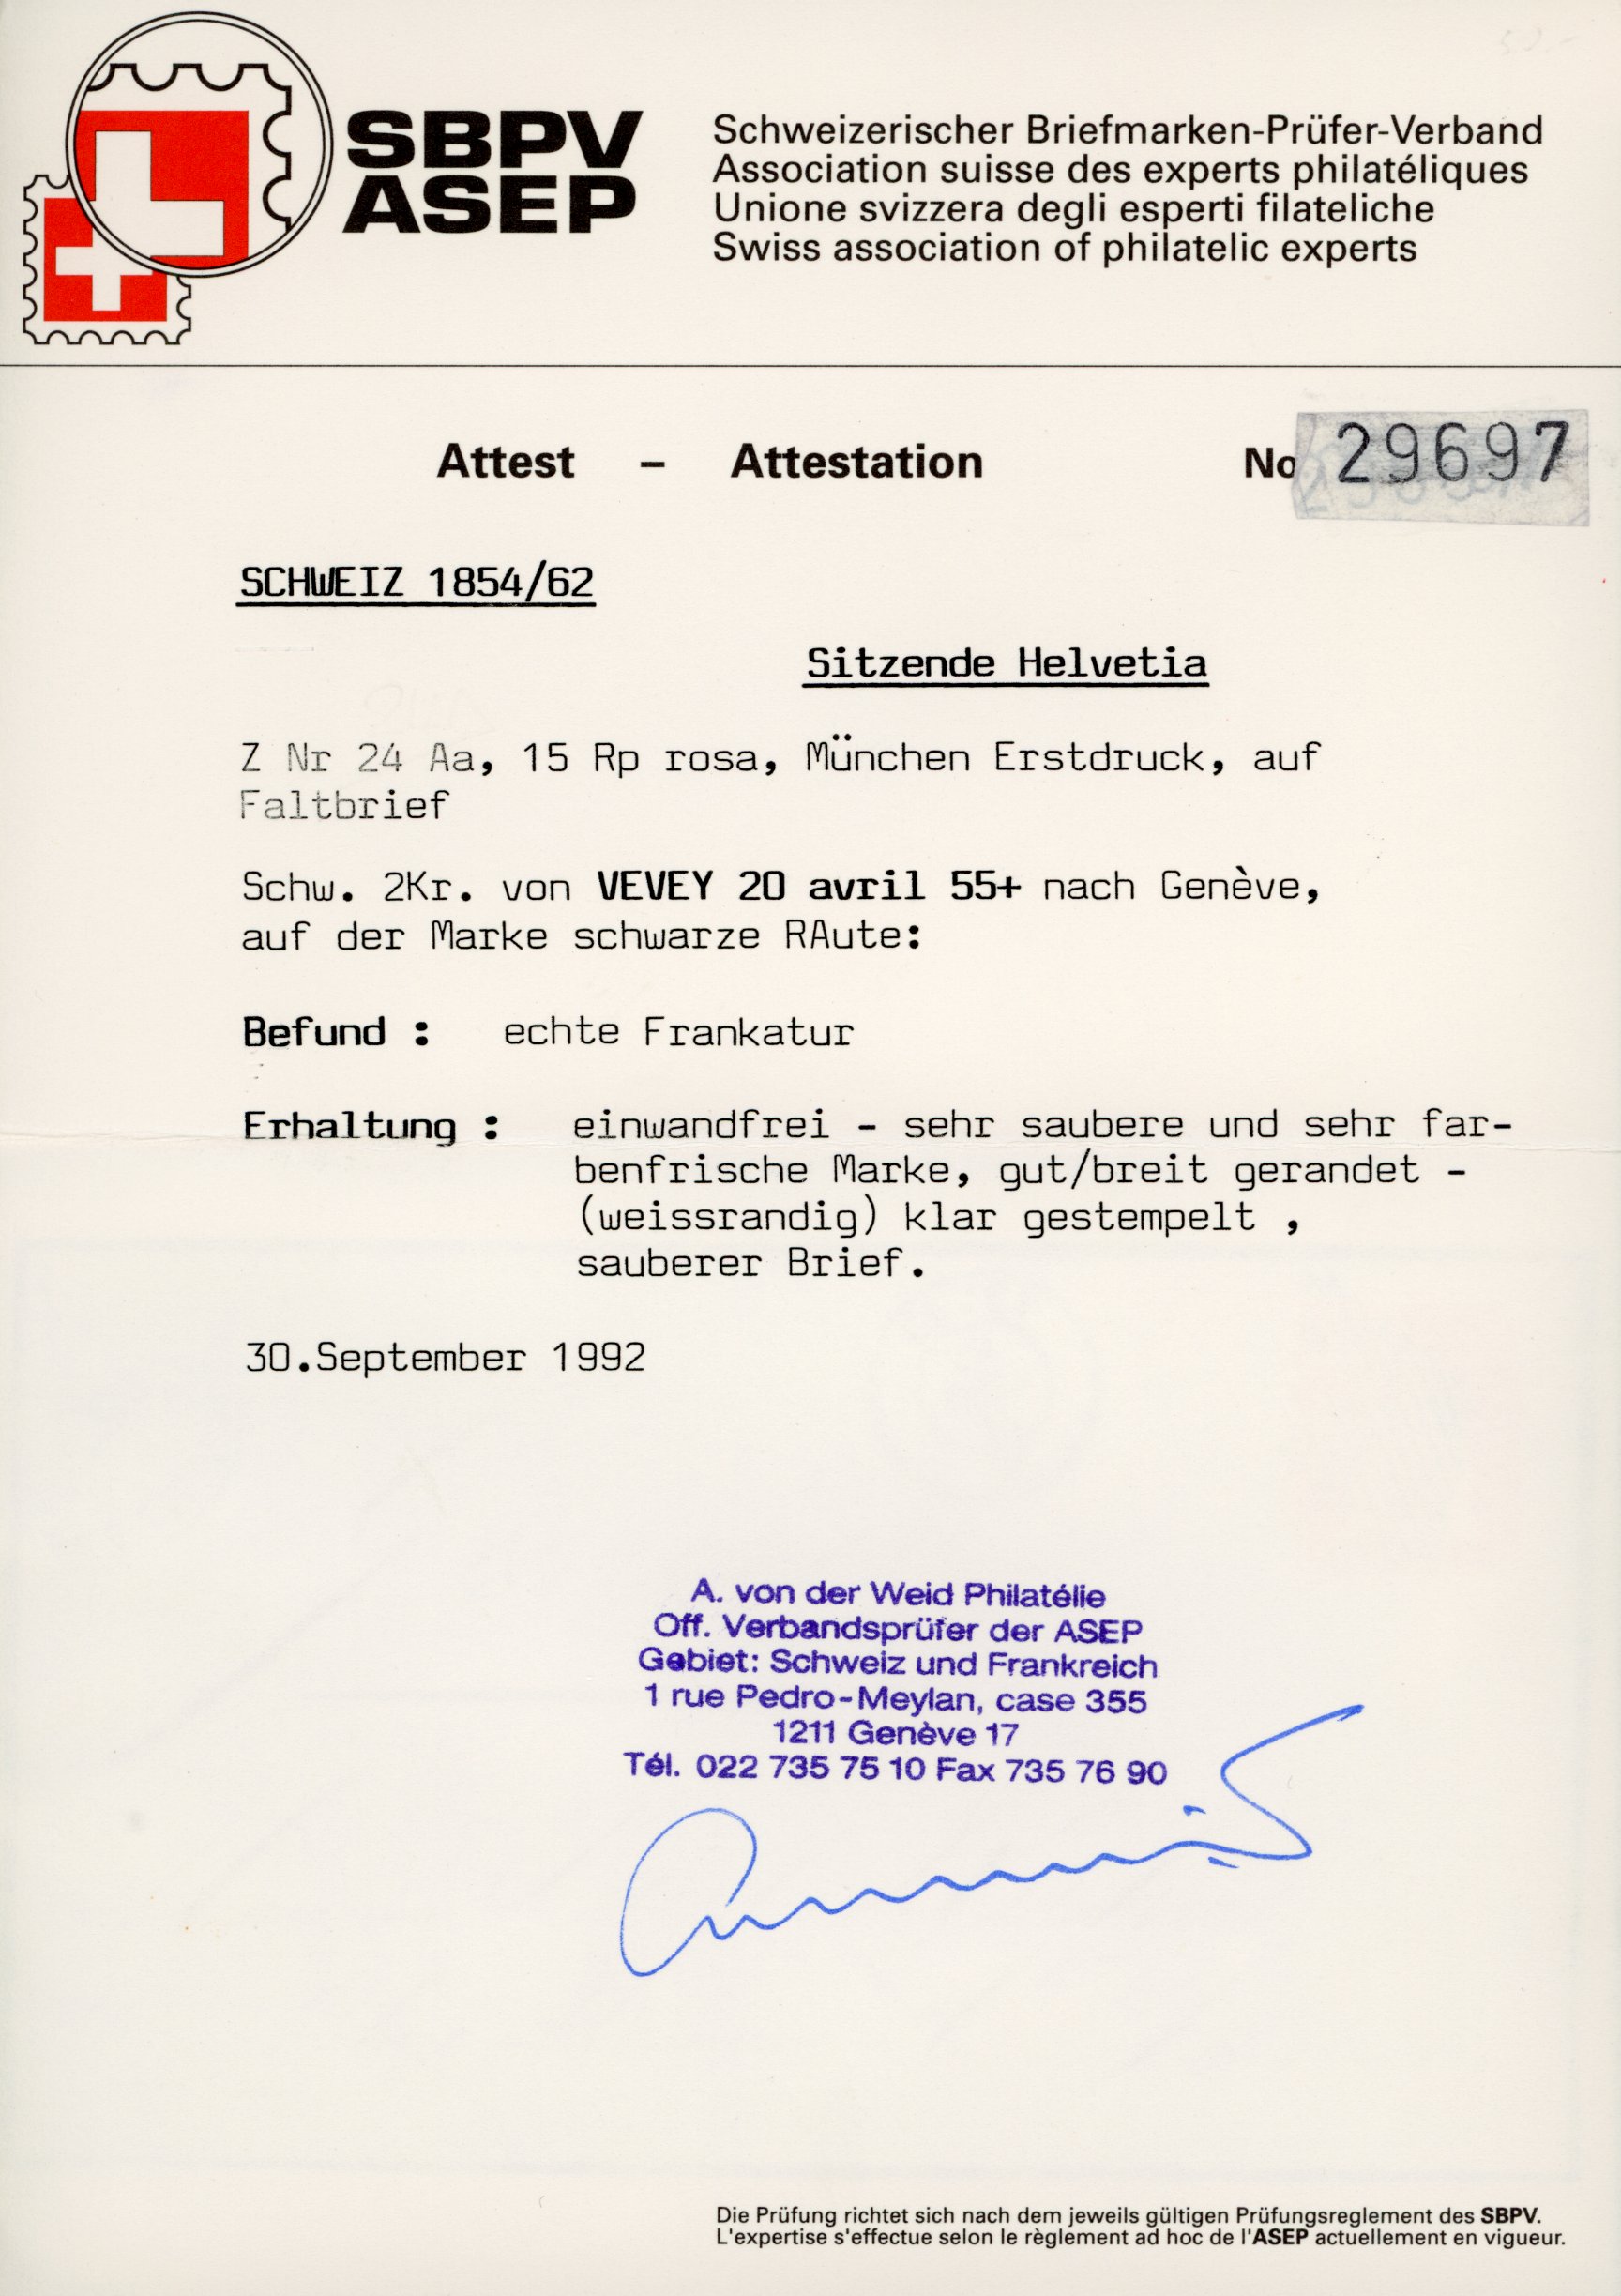 SBPV
ASEP
Schweizerischer Briefmarken-Prüfer-Verband
Association suisse des experts philatéliques
Unione svizzera degli esperti filateliche
Swiss association of philatelic experts
Attest – Attestation No 29697
SCHWEIZ 1854/62
Sitzende Helvetia
Z Nr 24 Aa, 15 Rp rosa, München Erstdruck, auf
Faltbrief
Schw. 2Kr. von VEVEY 20 avril 55+ nach Genève,
auf der Marke schwarze RAute:
Befund : echte Frankatur
Erhaltung : einwandfrei - sehr saubere und sehr far-
benfrische Marke, gut/breit gerandet -
(weissrandig) klar gestempelt ,
sauberer Brief.
30.September 1992
A. von der Weid Philatélie
Off. Verbandsprüfer der ASEP
Gebiet: Schweiz und Frankreich
1 rue Pedro-Meylan, case 355
1211 Genève 17
Tél. 022 735 75 10 Fax 735 76 90
Die Prüfung richtet sich nach dem jeweils gültigen Prüfungsreglement des SBPV.
L'expertise s'effectue selon le règlement ad hoc de l'ASEP actuellement en vigueur.